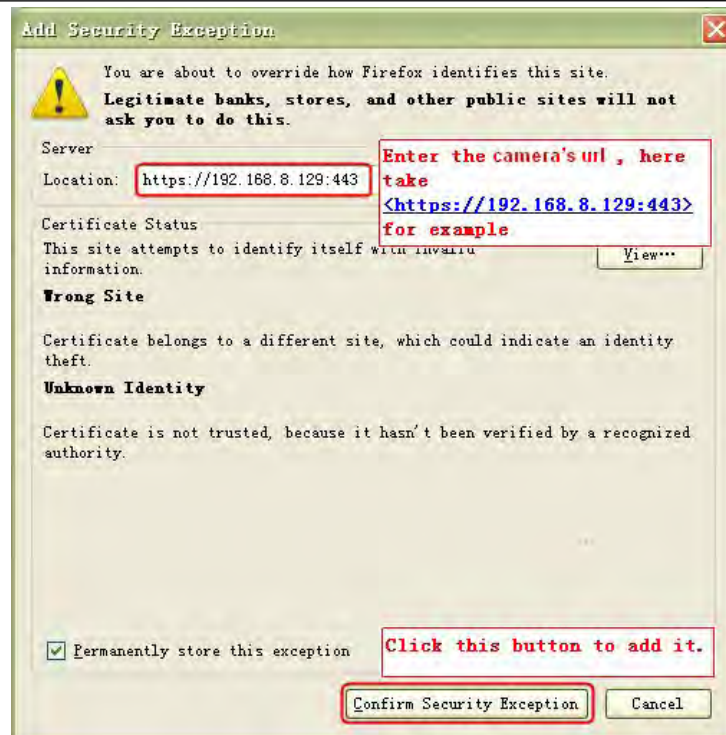 Add Security Exception
You are about to override how Firefox identifies this site.
Legitimate banks, stores, and other public sites will not
ask you to do this.
Server
Location: https://192.168.8.129:443
Enter the camera's url , here
take
<https://192.168.8.129:443>
for example
Certificate Status
This site attempts to identify itself with invalid
information.
View...
Wrong Site
Certificate belongs to a different site, which could indicate an identity
theft.
Unknown Identity
Certificate is not trusted, because it hasn't been verified by a recognized
authority.
Permanently store this exception
Click this button to add it.
Confirm Security Exception
Cancel